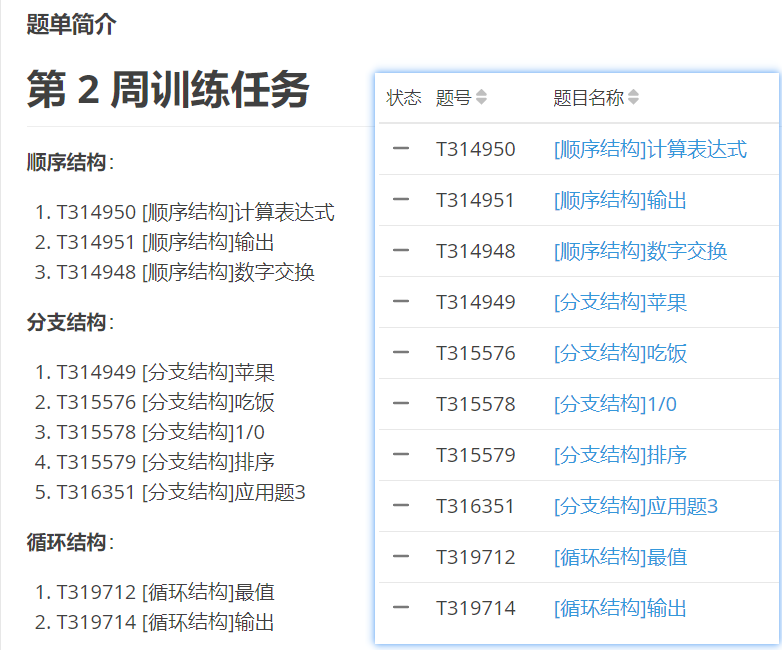 题单简介
第 2 周训练任务
顺序结构：
1. T314950 [顺序结构]计算表达式
2. T314951 [顺序结构]输出
3. T314948 [顺序结构]数字交换
分支结构：
1. T314949 [分支结构]苹果
2. T315576 [分支结构]吃饭
3. T315578 [分支结构]1/0
4. T315579 [分支结构]排序
5. T316351 [分支结构]应用题3
循环结构：
1. T319712 [循环结构]最值
2. T319714 [循环结构]输出
状态 题号 题目名称
— T314950 [顺序结构]计算表达式
— T314951 [顺序结构]输出
— T314948 [顺序结构]数字交换
— T314949 [分支结构]苹果
— T315576 [分支结构]吃饭
— T315578 [分支结构]1/0
— T315579 [分支结构]排序
— T316351 [分支结构]应用题3
— T319712 [循环结构]最值
— T319714 [循环结构]输出